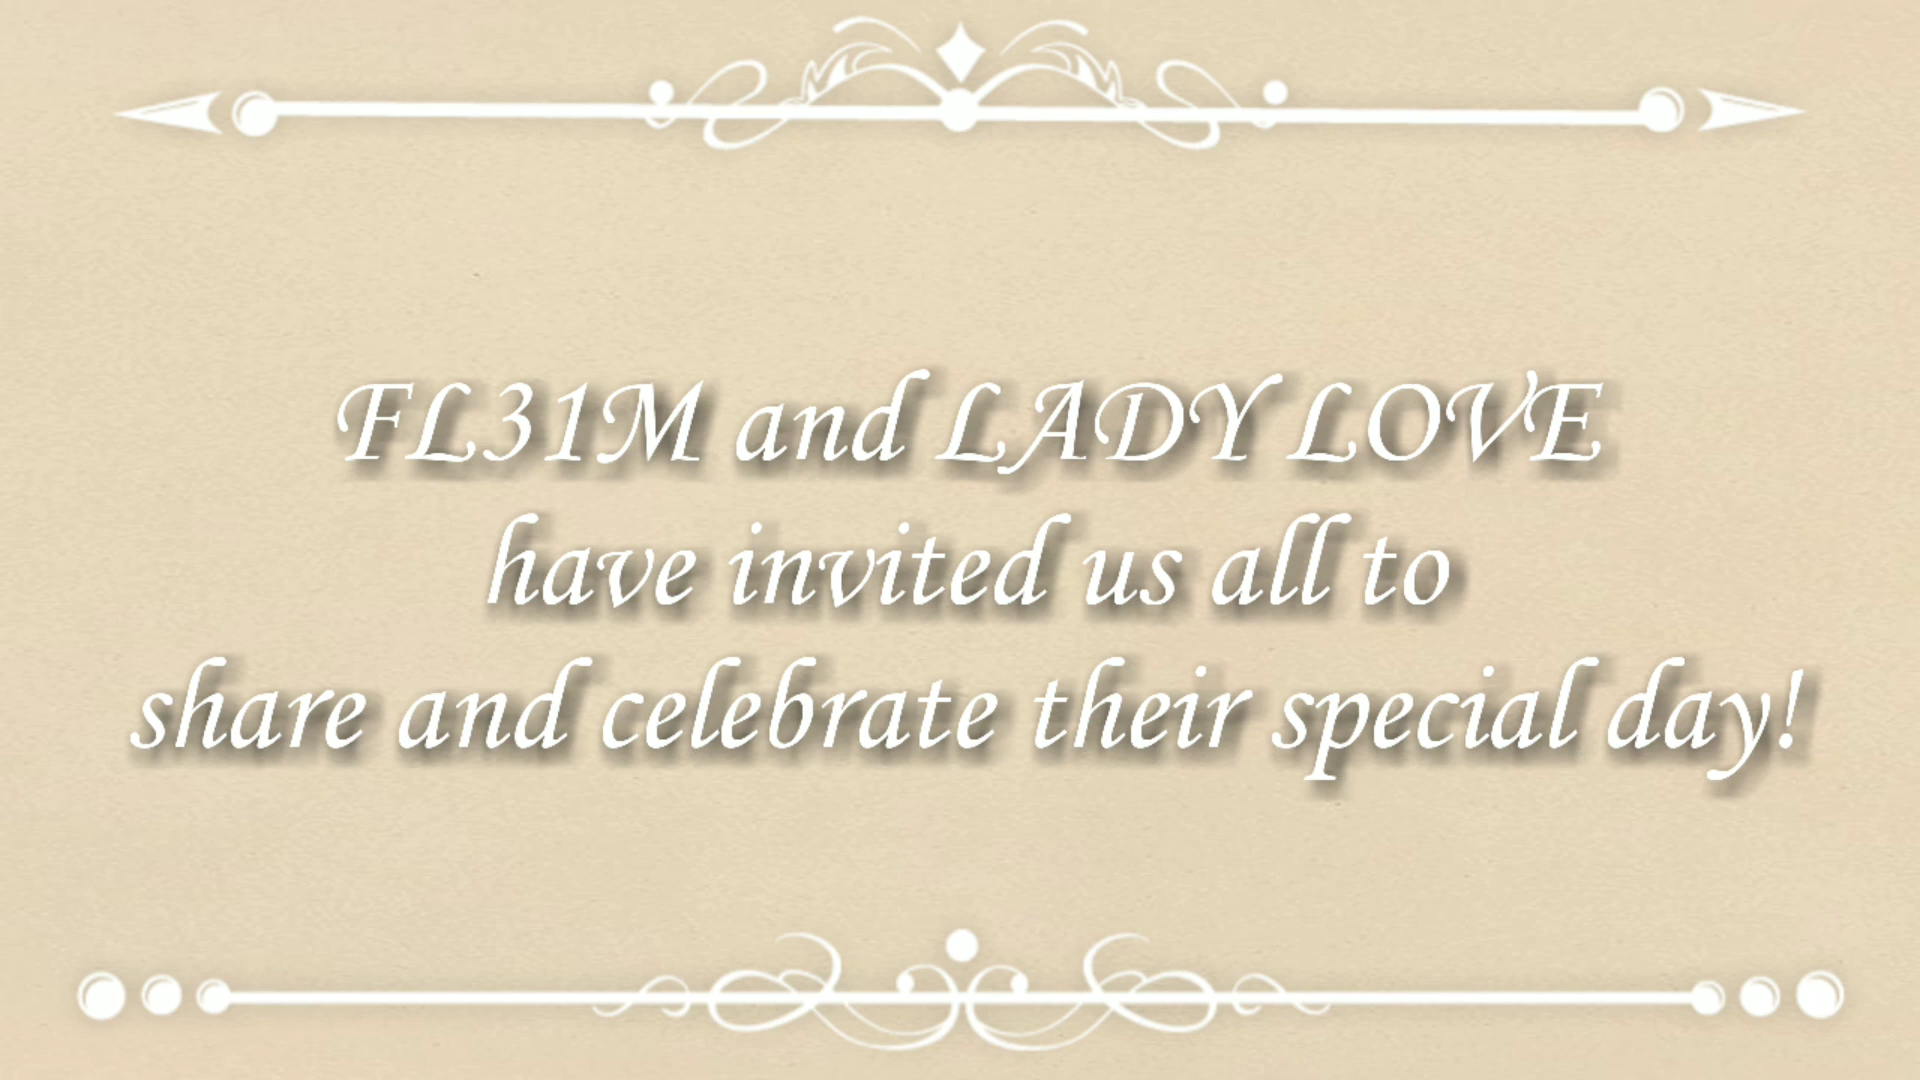 FL31M and LADY LOVE
have invited us all to
share and celebrate their special day!